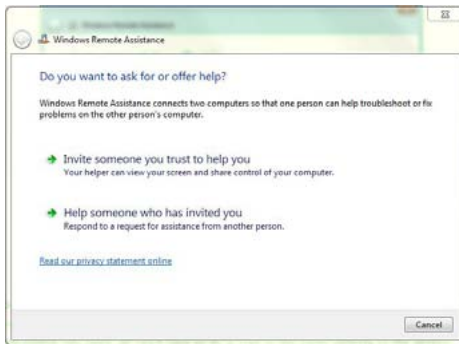 Windows Remote Assistance
Do you want to ask for or offer help?
Windows Remote Assistance connects two computers so that one person can help troubleshoot or fix
problems on the other person's computer.
Invite someone you trust to help you
Your helper can view your screen and share control of your computer.
Help someone who has invited you
Respond to a request for assistance from another person.
Read our privacy statement online
Cancel